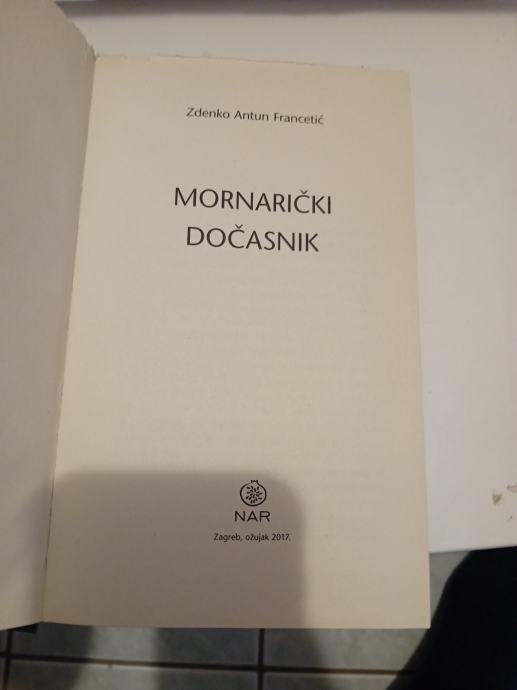 Zdenko Antun Francetić
MORNARIČKI
DOČASNIK
NAR
Zagreb, ožujak 2017.